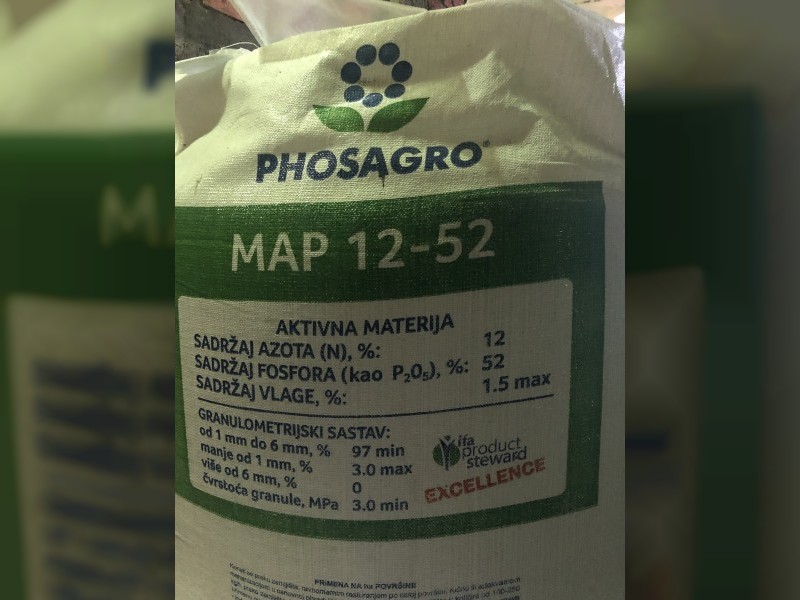 PHOSAGRO®
MAP 12-52
AKTIVNA MATERIJA
SADRŽAJ AZOTA (N), %: 12
SADRŽAJ FOSFORA (kao P₂O₅), %: 52
SADRŽAJ VLAGE, %: 1.5 max
GRANULOMETRIJSKI SASTAV:
od 1 mm do 6 mm, % 97 min
manje od 1 mm, % 3.0 max
više od 6 mm, % 0
čvrstoća granule, MPa 3.0 min
ifa
product
steward
EXCELLENCE
PRIMENA NA POVRŠINE